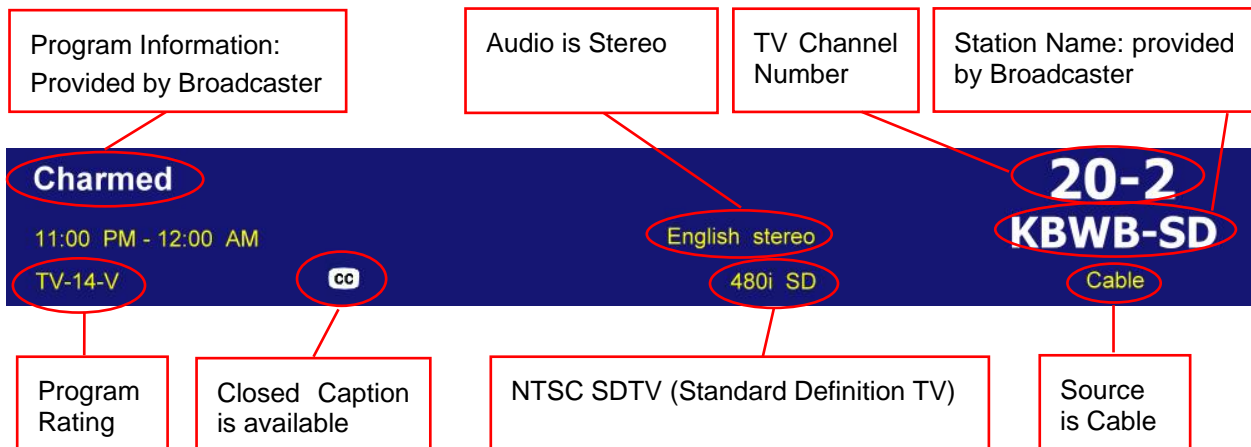 Program Information:
Provided by Broadcaster
Audio is Stereo
TV Channel
Number
Station Name: provided
by Broadcaster
Charmed
20-2
11:00 PM - 12:00 AM
English stereo
KBWB-SD
TV-14-V
CC
480i SD
Cable
Program
Rating
Closed Caption
is available
NTSC SDTV (Standard Definition TV)
Source
is Cable